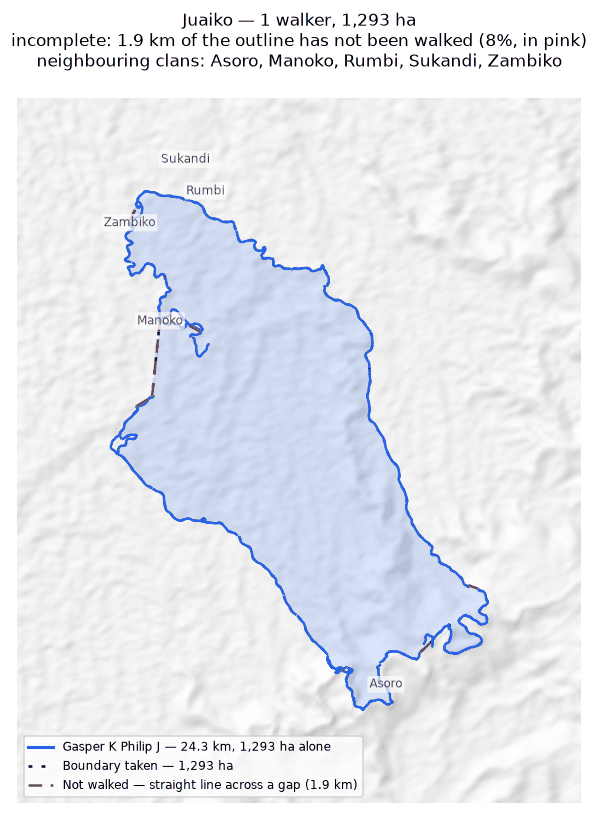 Juaiko — 1 walker, 1,293 ha
incomplete: 1.9 km of the outline has not been walked (8%, in pink)
neighbouring clans: Asoro, Manoko, Rumbi, Sukandi, Zambiko
Sukandi
Rumbi
Zambiko
Manoko
Asoro
Gasper K Philip J — 24.3 km, 1,293 ha alone
Boundary taken — 1,293 ha
Not walked — straight line across a gap (1.9 km)